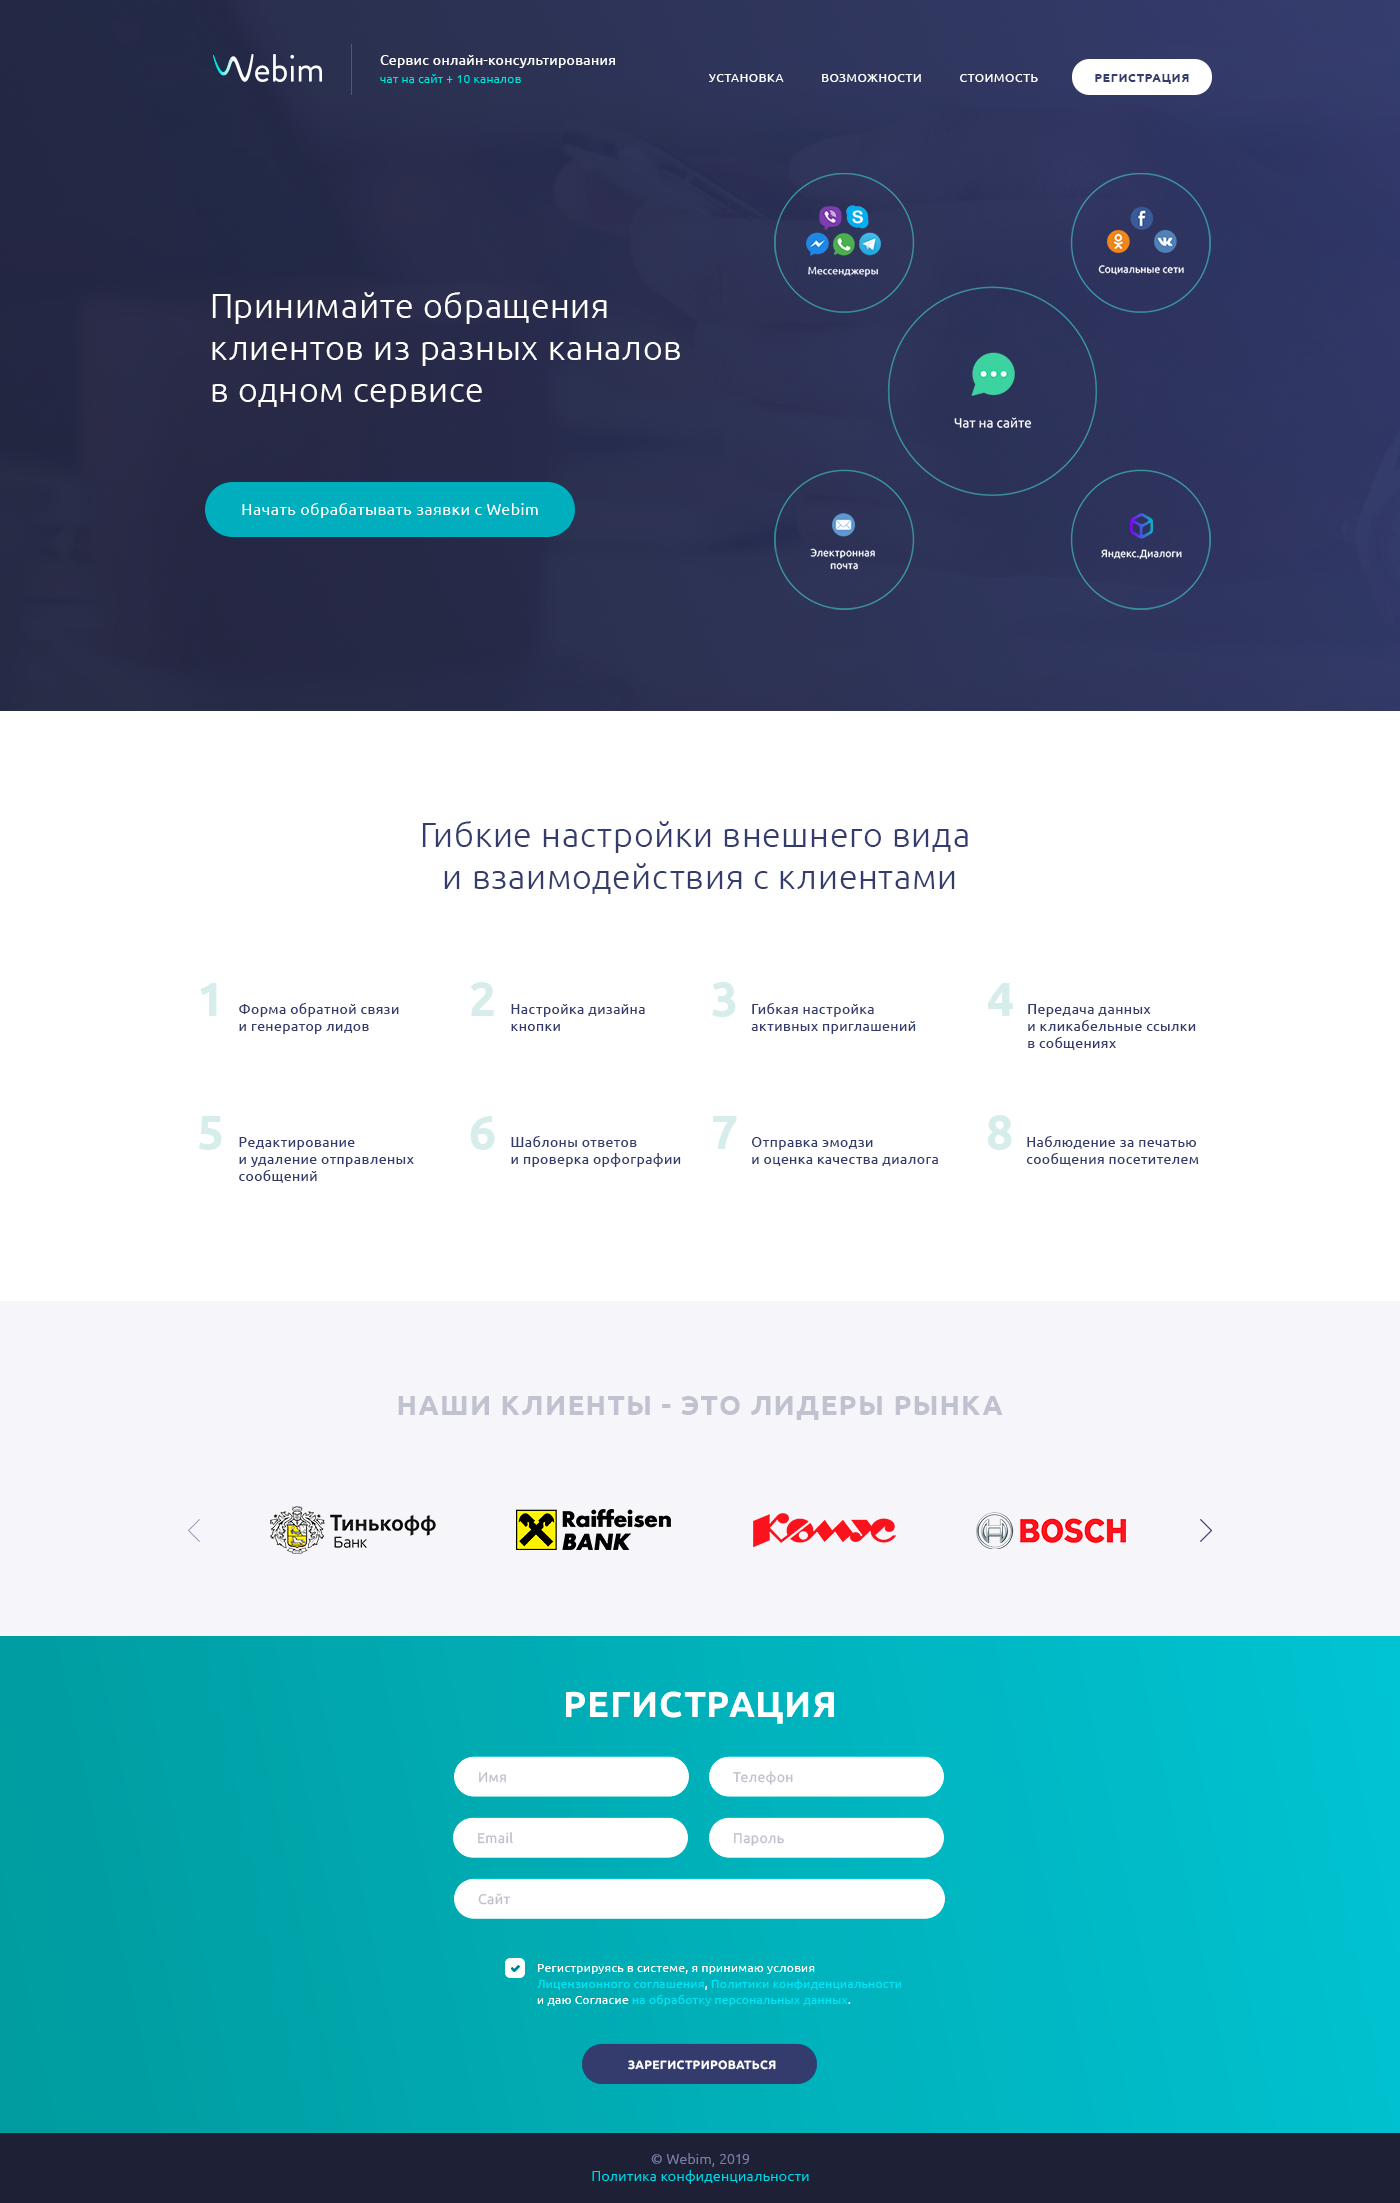 Webim
Сервис онлайн-консультирования
чат на сайт + 10 каналов
УСТАНОВКА
ВОЗМОЖНОСТИ
СТОИМОСТЬ
РЕГИСТРАЦИЯ
Принимайте обращения
клиентов из разных каналов
в одном сервисе
Начать обрабатывать заявки с Webim
Мессенджеры
Социальные сети
Чат на сайте
Электронная
почта
Яндекс.Диалоги
Гибкие настройки внешнего вида
и взаимодействия с клиентами
1
Форма обратной связи
и генератор лидов
2
Настройка дизайна
кнопки
3
Гибкая настройка
активных приглашений
4
Передача данных
и кликабельные ссылки
в собщениях
5
Редактирование
и удаление отправленых
сообщений
6
Шаблоны ответов
и проверка орфографии
7
Отправка эмодзи
и оценка качества диалога
8
Наблюдение за печатью
сообщения посетителем
НАШИ КЛИЕНТЫ - ЭТО ЛИДЕРЫ РЫНКА
Тинькофф
Банк
Raiffeisen
BANK
Комус
BOSCH
РЕГИСТРАЦИЯ
Имя
Телефон
Email
Пароль
Сайт
Регистрируясь в системе, я принимаю условия
Лицензионного соглашения, Политики конфиденциальности
и даю Согласие на обработку персональных данных.
ЗАРЕГИСТРИРОВАТЬСЯ
© Webim, 2019
Политика конфиденциальности